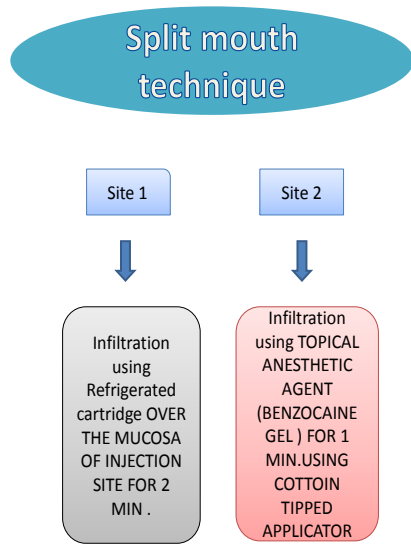 Split mouth
technique
Site 1
Site 2
Infiltration
using
Refrigerated
cartridge OVER
THE MUCOSA
OF INJECTION
SITE FOR 2
MIN .
Infiltration
using TOPICAL
ANESTHETIC
AGENT
(BENZOCAINE
GEL ) FOR 1
MIN.USING
COTTOIN
TIPPED
APPLICATOR